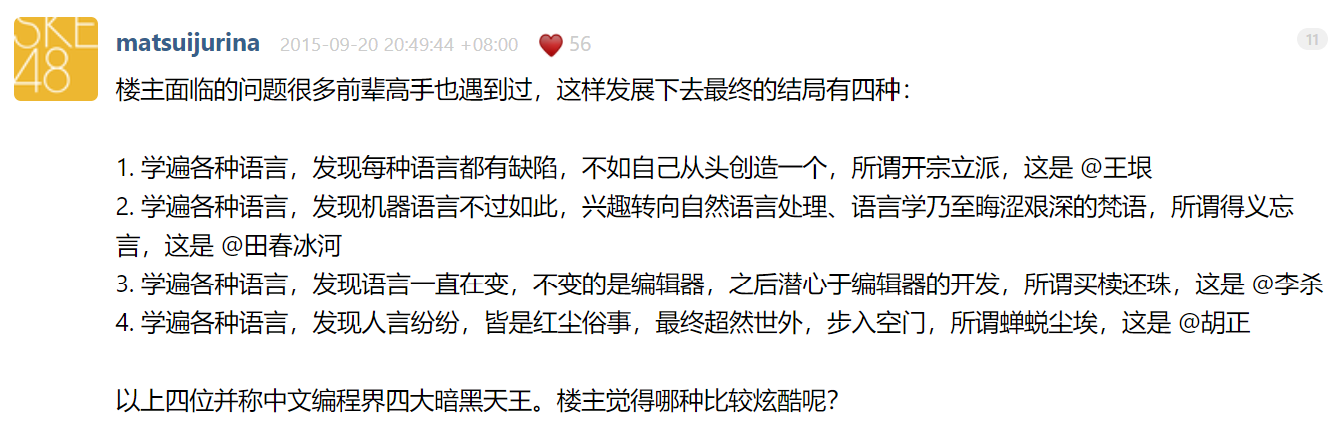 SKE
48
matsuijurina 2015-09-20 20:49:44 +08:00 56
11
楼主面临的问题很多前辈高手也遇到过，这样发展下去最终的结局有四种：
1. 学遍各种语言，发现每种语言都有缺陷，不如自己从头创造一个，所谓开宗立派，这是 @王垠
2. 学遍各种语言，发现机器语言不过如此，兴趣转向自然语言处理、语言学乃至晦涩艰深的梵语，所谓得义忘
言，这是 @田春冰河
3. 学遍各种语言，发现语言一直在变，不变的是编辑器，之后潜心于编辑器的开发，所谓买椟还珠，这是 @李杀
4. 学遍各种语言，发现人言纷纷，皆是红尘俗事，最终超然世外，步入空门，所谓蝉蜕尘埃，这是 @胡正
以上四位并称中文编程界四大暗黑天王。楼主觉得哪种比较炫酷呢？